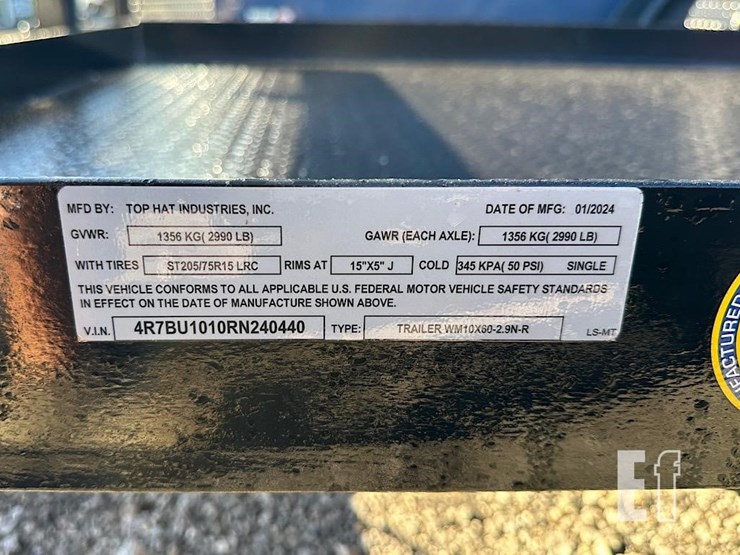 MFD BY: TOP HAT INDUSTRIES, INC. DATE OF MFG: 01/2024
GVWR: 1356 KG( 2990 LB) GAWR (EACH AXLE): 1356 KG( 2990 LB)
WITH TIRES ST205/75R15 LRC RIMS AT 15"X5" J COLD 345 KPA( 50 PSI) SINGLE
THIS VEHICLE CONFORMS TO ALL APPLICABLE U.S. FEDERAL MOTOR VEHICLE SAFETY STANDARDS
IN EFFECT ON THE DATE OF MANUFACTURE SHOWN ABOVE.
V.I.N. 4R7BU1010RN240440 TYPE: TRAILER WM10X60-2.9N-R LS-MT
Ef